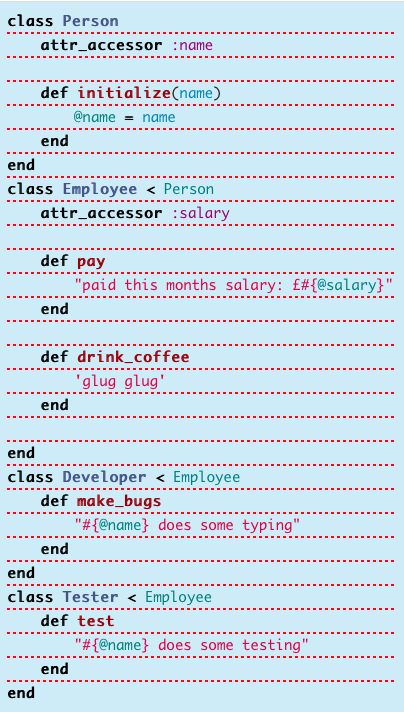 class Person
    attr_accessor :name

    def initialize(name)
        @name = name
    end
end
class Employee < Person
    attr_accessor :salary

    def pay
        "paid this months salary: £#{@salary}"
    end

    def drink_coffee
        'glug glug'
    end

end
class Developer < Employee
    def make_bugs
        "#{@name} does some typing"
    end
end
class Tester < Employee
    def test
        "#{@name} does some testing"
    end
end